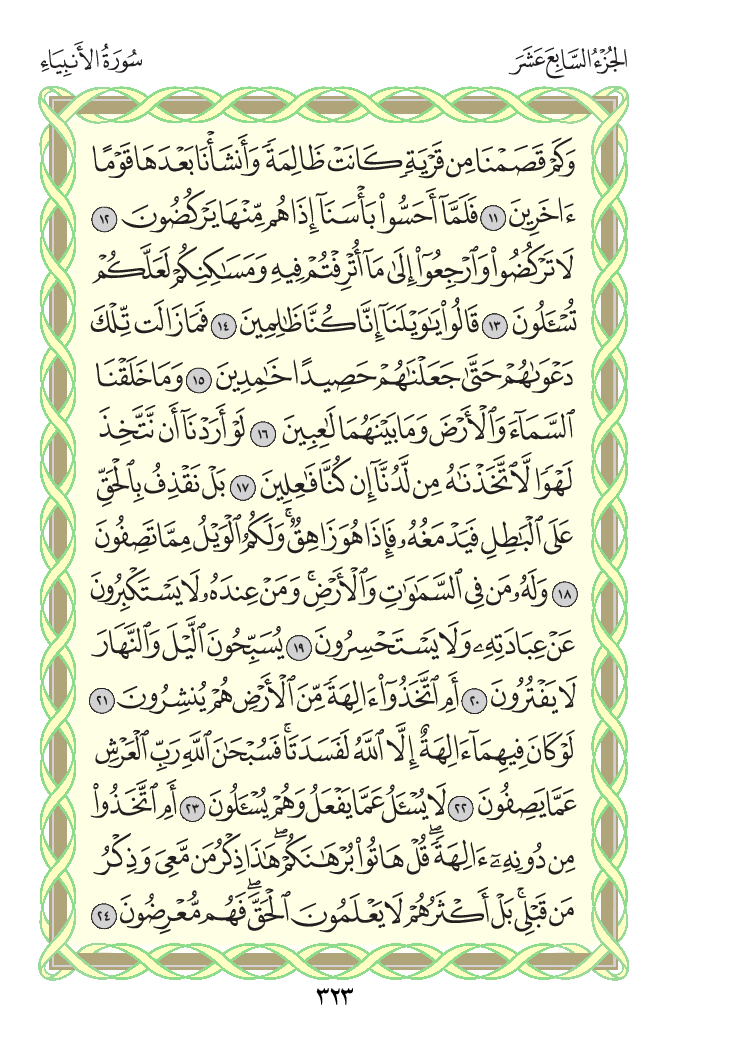 الجُزْءُ السَّابِعَ عَشَرَ
سُورَةُ الأَنبِيَاءِ
وَكَمْ قَصَمْنَا مِن قَرْيَةٍ كَانَتْ ظَالِمَةً وَأَنشَأْنَا بَعْدَهَا قَوْمًا
ءَاخَرِينَ ١١ فَلَمَّآ أَحَسُّوا۟ بَأْسَنَآ إِذَا هُم مِّنْهَا يَرْكُضُونَ ١٢
لَا تَرْكُضُوا۟ وَٱرْجِعُوٓا۟ إِلَىٰ مَآ أُتْرِفْتُمْ فِيهِ وَمَسَـٰكِنِكُمْ لَعَلَّكُمْ
تُسْـَٔلُونَ ١٣ قَالُوا۟ يَـٰوَيْلَنَآ إِنَّا كُنَّا ظَـٰلِمِينَ ١٤ فَمَا زَالَت تِّلْكَ
دَعْوَىٰهُمْ حَتَّىٰ جَعَلْنَـٰهُمْ حَصِيدًا خَـٰمِدِينَ ١٥ وَمَا خَلَقْنَا
ٱلسَّمَآءَ وَٱلْأَرْضَ وَمَا بَيْنَهُمَا لَـٰعِبِينَ ١٦ لَوْ أَرَدْنَآ أَن نَّتَّخِذَ
لَهْوًا لَّٱتَّخَذْنَـٰهُ مِن لَّدُنَّآ إِن كُنَّا فَـٰعِلِينَ ١٧ بَلْ نَقْذِفُ بِٱلْحَقِّ
عَلَى ٱلْبَـٰطِلِ فَيَدْمَغُهُۥ فَإِذَا هُوَ زَاهِقٌ ۚ وَلَكُمُ ٱلْوَيْلُ مِمَّا تَصِفُونَ
١٨ وَلَهُۥ مَن فِى ٱلسَّمَـٰوَٰتِ وَٱلْأَرْضِ ۚ وَمَنْ عِندَهُۥ لَا يَسْتَكْبِرُونَ
عَنْ عِبَادَتِهِۦ وَلَا يَسْتَحْسِرُونَ ١٩ يُسَبِّحُونَ ٱلَّيْلَ وَٱلنَّهَارَ
لَا يَفْتُرُونَ ٢٠ أَمِ ٱتَّخَذُوٓا۟ ءَالِهَةً مِّنَ ٱلْأَرْضِ هُمْ يُنشِرُونَ ٢١
لَوْ كَانَ فِيهِمَآ ءَالِهَةٌ إِلَّا ٱللَّهُ لَفَسَدَتَا ۚ فَسُبْحَـٰنَ ٱللَّهِ رَبِّ ٱلْعَرْشِ
عَمَّا يَصِفُونَ ٢٢ لَا يُسْـَٔلُ عَمَّا يَفْعَلُ وَهُمْ يُسْـَٔلُونَ ٢٣ أَمِ ٱتَّخَذُوا۟
مِن دُونِهِۦٓ ءَالِهَةً ۖ قُلْ هَاتُوا۟ بُرْهَـٰنَكُمْ ۖ هَـٰذَا ذِكْرُ مَن مَّعِىَ وَذِكْرُ
مَن قَبْلِى ۗ بَلْ أَكْثَرُهُمْ لَا يَعْلَمُونَ ٱلْحَقَّ ۖ فَهُم مُّعْرِضُونَ ٢٤
٣٢٣